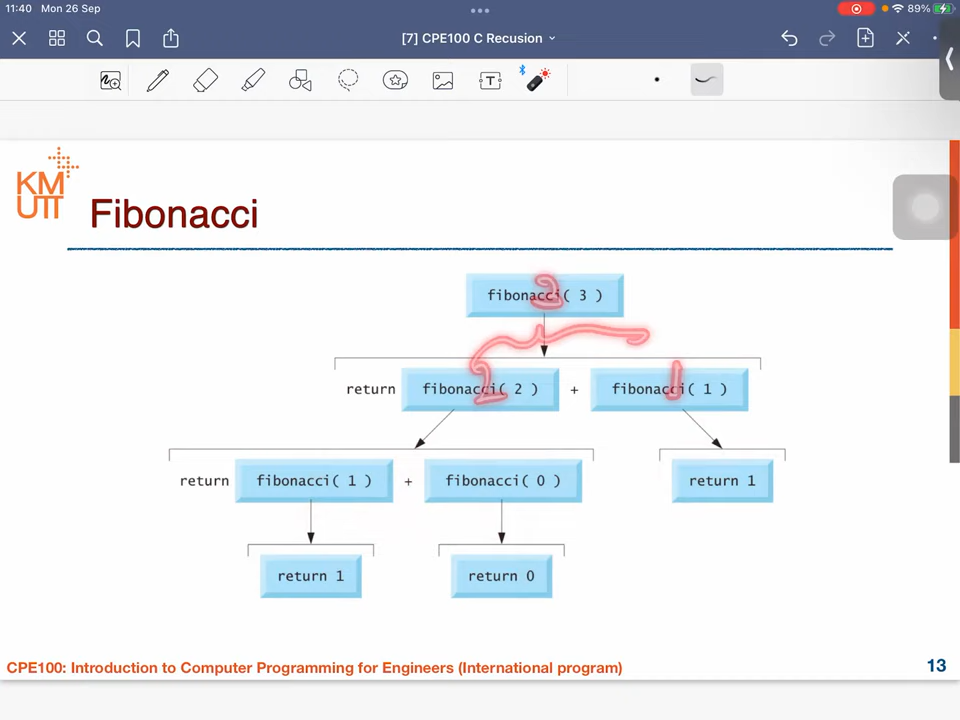 11:40 Mon 26 Sep 89%
[7] CPE100 C Recusion
T
KM
UTT
Fibonacci
fibonacci( 3 )
2
return fibonacci( 2 ) + fibonacci( 1 )
1 1
return fibonacci( 1 ) + fibonacci( 0 ) return 1
return 1 return 0
CPE100: Introduction to Computer Programming for Engineers (International program) 13